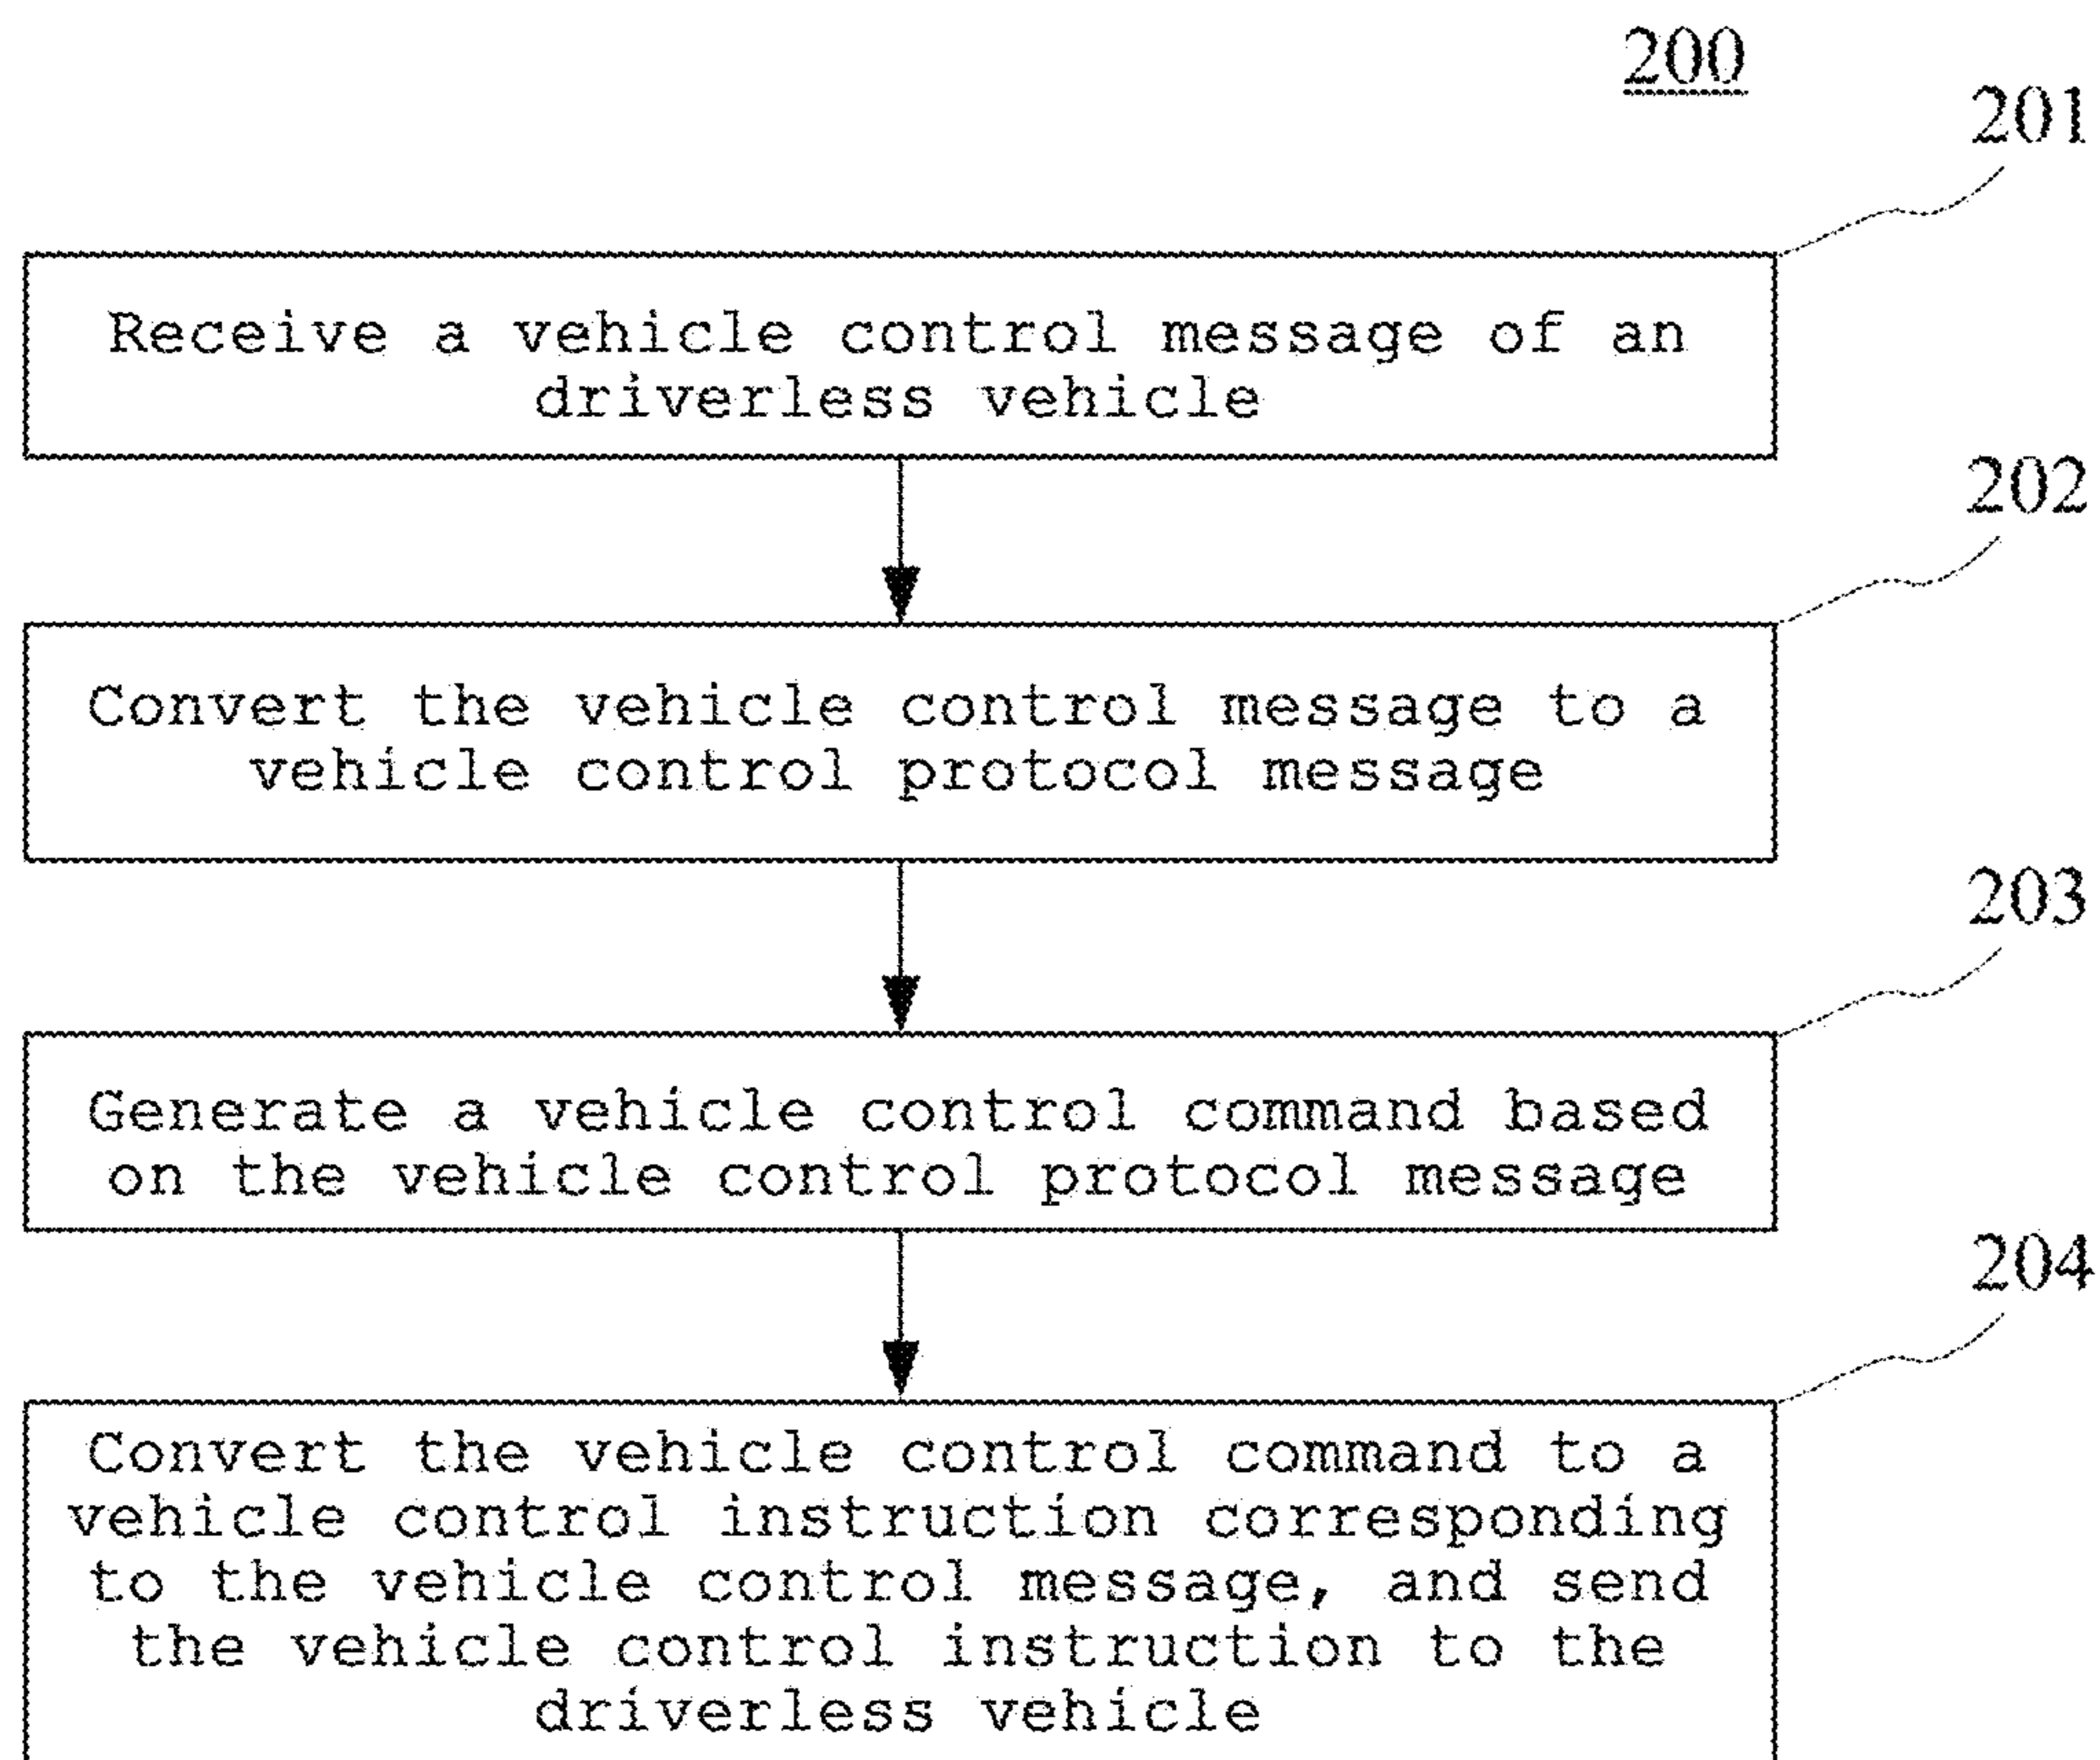 200
201
Receive a vehicle control message of an
driverless vehicle
202
Convert the vehicle control message to a
vehicle control protocol message
203
Generate a vehicle control command based
on the vehicle control protocol message
204
Convert the vehicle control command to a
vehicle control instruction corresponding
to the vehicle control message, and send
the vehicle control instruction to the
driverless vehicle